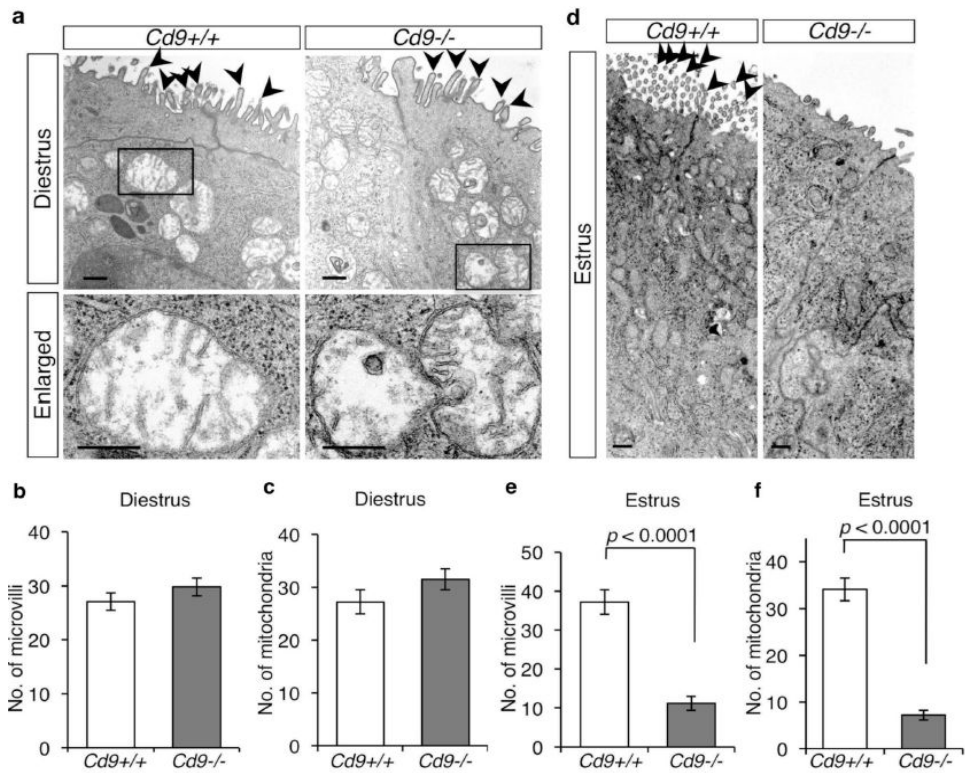 a
Cd9+/+
Cd9-/-
Diestrus
Enlarged
d
Cd9+/+
Cd9-/-
Estrus
b
Diestrus
No. of microvilli
40
30
20
10
0
Cd9+/+
Cd9-/-
c
Diestrus
No. of mitochondria
40
30
20
10
0
Cd9+/+
Cd9-/-
e
Estrus
p < 0.0001
No. of microvilli
50
40
30
20
10
0
Cd9+/+
Cd9-/-
f
Estrus
p < 0.0001
No. of mitochondria
40
30
20
10
0
Cd9+/+
Cd9-/-